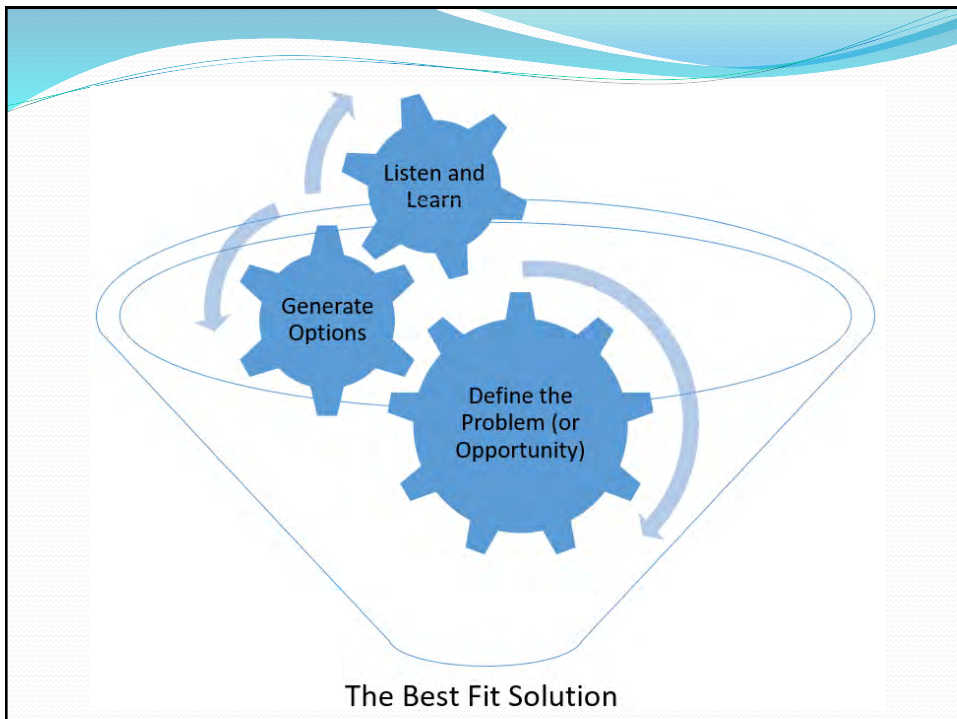 Listen and
Learn
Generate
Options
Define the
Problem (or
Opportunity)
The Best Fit Solution